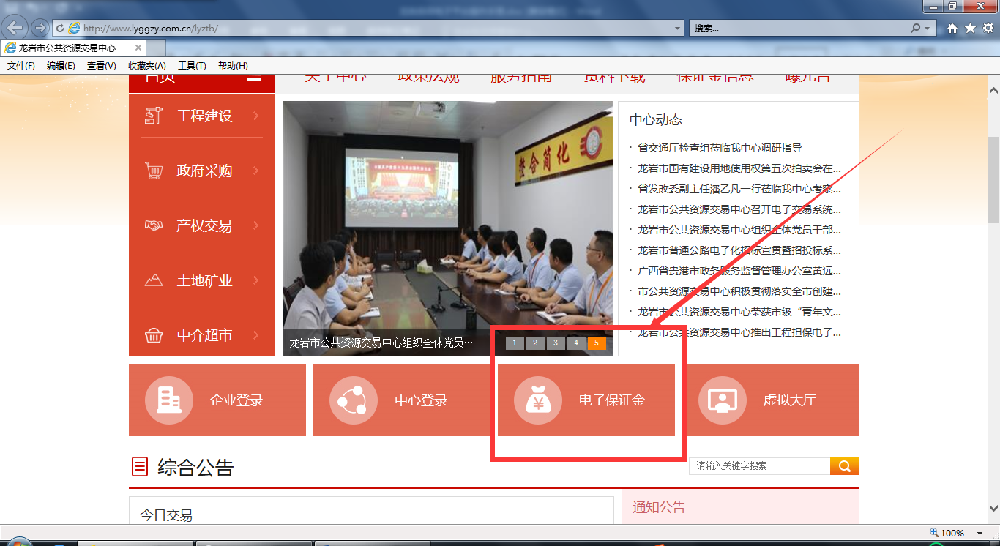 http://www.lyggzy.com.cn/lyztb/
搜索...
龙岩市公共资源交易中心
文件(F) 编辑(E) 查看(V) 收藏夹(A) 工具(T) 帮助(H)
首页 关于中心 政策法规 服务指南 资料下载 保证金信息 曝光台
工程建设
政府采购
产权交易
土地矿业
中介超市
整合简化
龙岩市公共资源交易中心组织全体党员···
1 2 3 4 5
中心动态
· 省交通厅检查组莅临我中心调研指导
· 龙岩市国有建设用地使用权第五次拍卖会在...
· 省发改委副主任潘乙凡一行莅临我中心考察...
· 龙岩市公共资源交易中心召开电子交易系统...
· 龙岩市公共资源交易中心组织全体党员干部...
· 龙岩市普通公路电子化招标宣贯暨招投标系...
· 广西省贵港市政务服务监督管理办公室黄远...
· 市公共资源交易中心积极贯彻落实全市创建...
· 龙岩市公共资源交易中心荣获市级“青年文...
· 龙岩市公共资源交易中心推出工程担保电子...
企业登录
中心登录
电子保证金
虚拟大厅
综合公告
请输入关键字搜索
今日交易
通知公告
100%